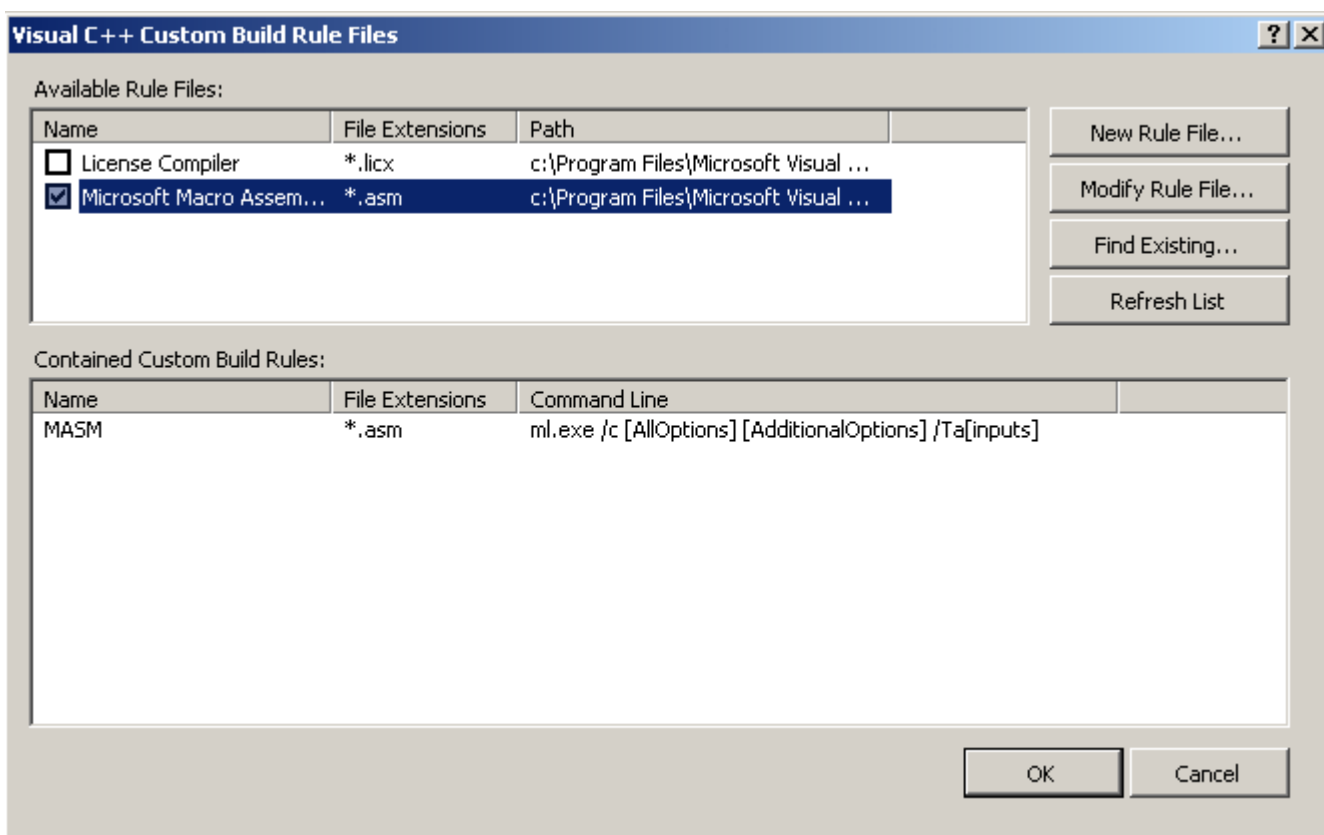 Visual C++ Custom Build Rule Files
Available Rule Files:
Name File Extensions Path
License Compiler *.licx c:\Program Files\Microsoft Visual ...
Microsoft Macro Assem... *.asm c:\Program Files\Microsoft Visual ...
New Rule File...
Modify Rule File...
Find Existing...
Refresh List
Contained Custom Build Rules:
Name File Extensions Command Line
MASM *.asm ml.exe /c [AllOptions] [AdditionalOptions] /Ta[inputs]
OK Cancel